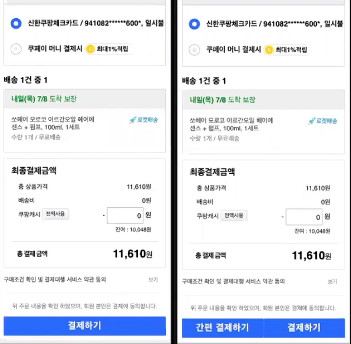 신한쿠팡체크카드 / 941082******600*, 일시불
쿠페이 머니 결제시 최대1%적립
배송 1건 중 1
내일(목) 7/8 도착 보장
쏘헤어 모로코 아르간오일 헤어에
센스 + 펌프, 100ml, 1세트
로켓배송
수량 1개 / 무료배송
최종결제금액
총 상품가격 11,610원
배송비 0원
쿠팡캐시 전액사용 - 0 원
잔여 : 10,048원
총 결제 금액 11,610원
구매조건 확인 및 결제대행 서비스 약관 동의 보기
위 주문 내용을 확인 하였으며, 회원 본인은 결제에 동의합니다.
결제하기
신한쿠팡체크카드 / 941082******600*, 일시불
쿠페이 머니 결제시 최대1%적립
배송 1건 중 1
내일(목) 7/8 도착 보장
쏘헤어 모로코 아르간오일 헤어에
센스 + 펌프, 100ml, 1세트
로켓배송
수량 1개 / 무료배송
최종결제금액
총 상품가격 11,610원
배송비 0원
쿠팡캐시 전액사용 - 0 원
잔여 : 10,048원
총 결제 금액 11,610원
구매조건 확인 및 결제대행 서비스 약관 동의 보기
위 주문 내용을 확인 하였으며, 회원 본인은 결제에 동의합니다.
간편 결제하기 결제하기